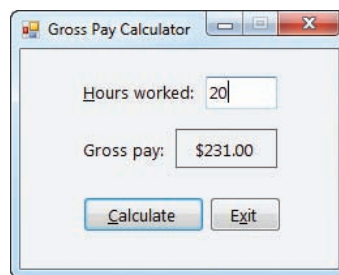 Gross Pay Calculator
Hours worked: 20
Gross pay: $231.00
Calculate Exit